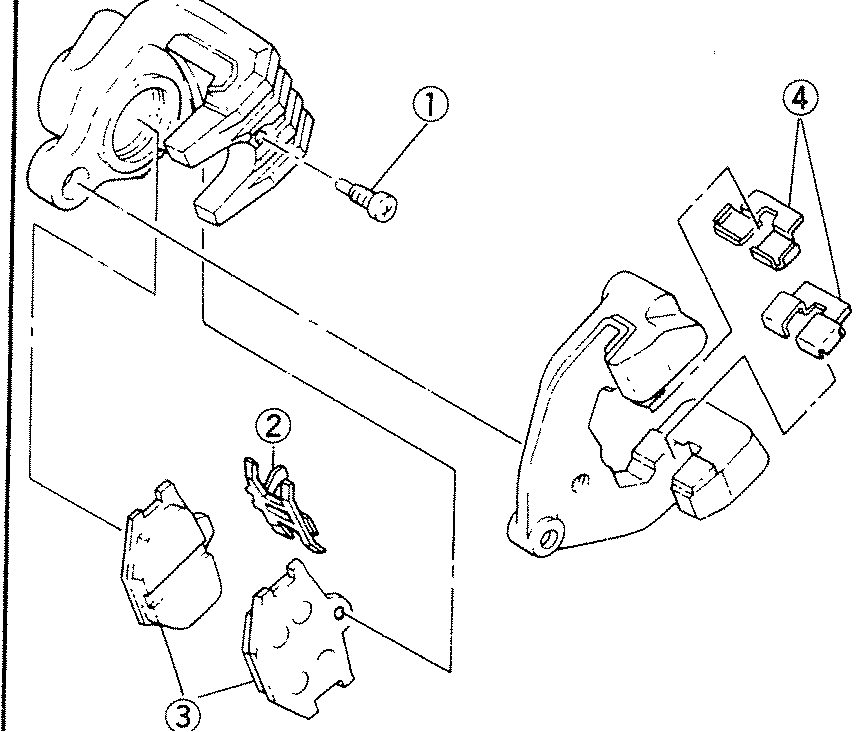 ①
④
②
③